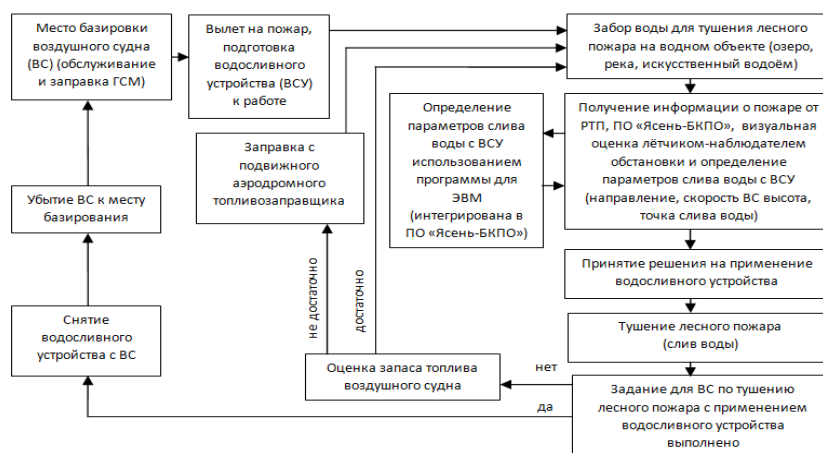 Место базировки
воздушного судна
(ВС) (обслуживание
и заправка ГСМ)
Вылет на пожар,
подготовка
водосливного
устройства (ВСУ)
к работе
Забор воды для тушения лесного
пожара на водном объекте (озеро,
река, искусственный водоём)
Определение
параметров слива
воды с ВСУ
использованием
программы для
ЭВМ
(интегрирована в
ПО «Ясень-БКПО»)
Получение информации о пожаре от
РТП, ПО «Ясень-БКПО», визуальная
оценка лётчиком-наблюдателем
обстановки и определение
параметров слива воды с ВСУ
(направление, скорость ВС высота,
точка слива воды)
Заправка с
подвижного
аэродромного
топливозаправщика
Убытие ВС к месту
базирования
Принятие решения на применение
водосливного устройства
не достаточно
достаточно
Снятие
водосливного
устройства с ВС
Тушение лесного пожара
(слив воды)
Оценка запаса топлива
воздушного судна
нет
да
Задание для ВС по тушению
лесного пожара с применением
водосливного устройства
выполнено